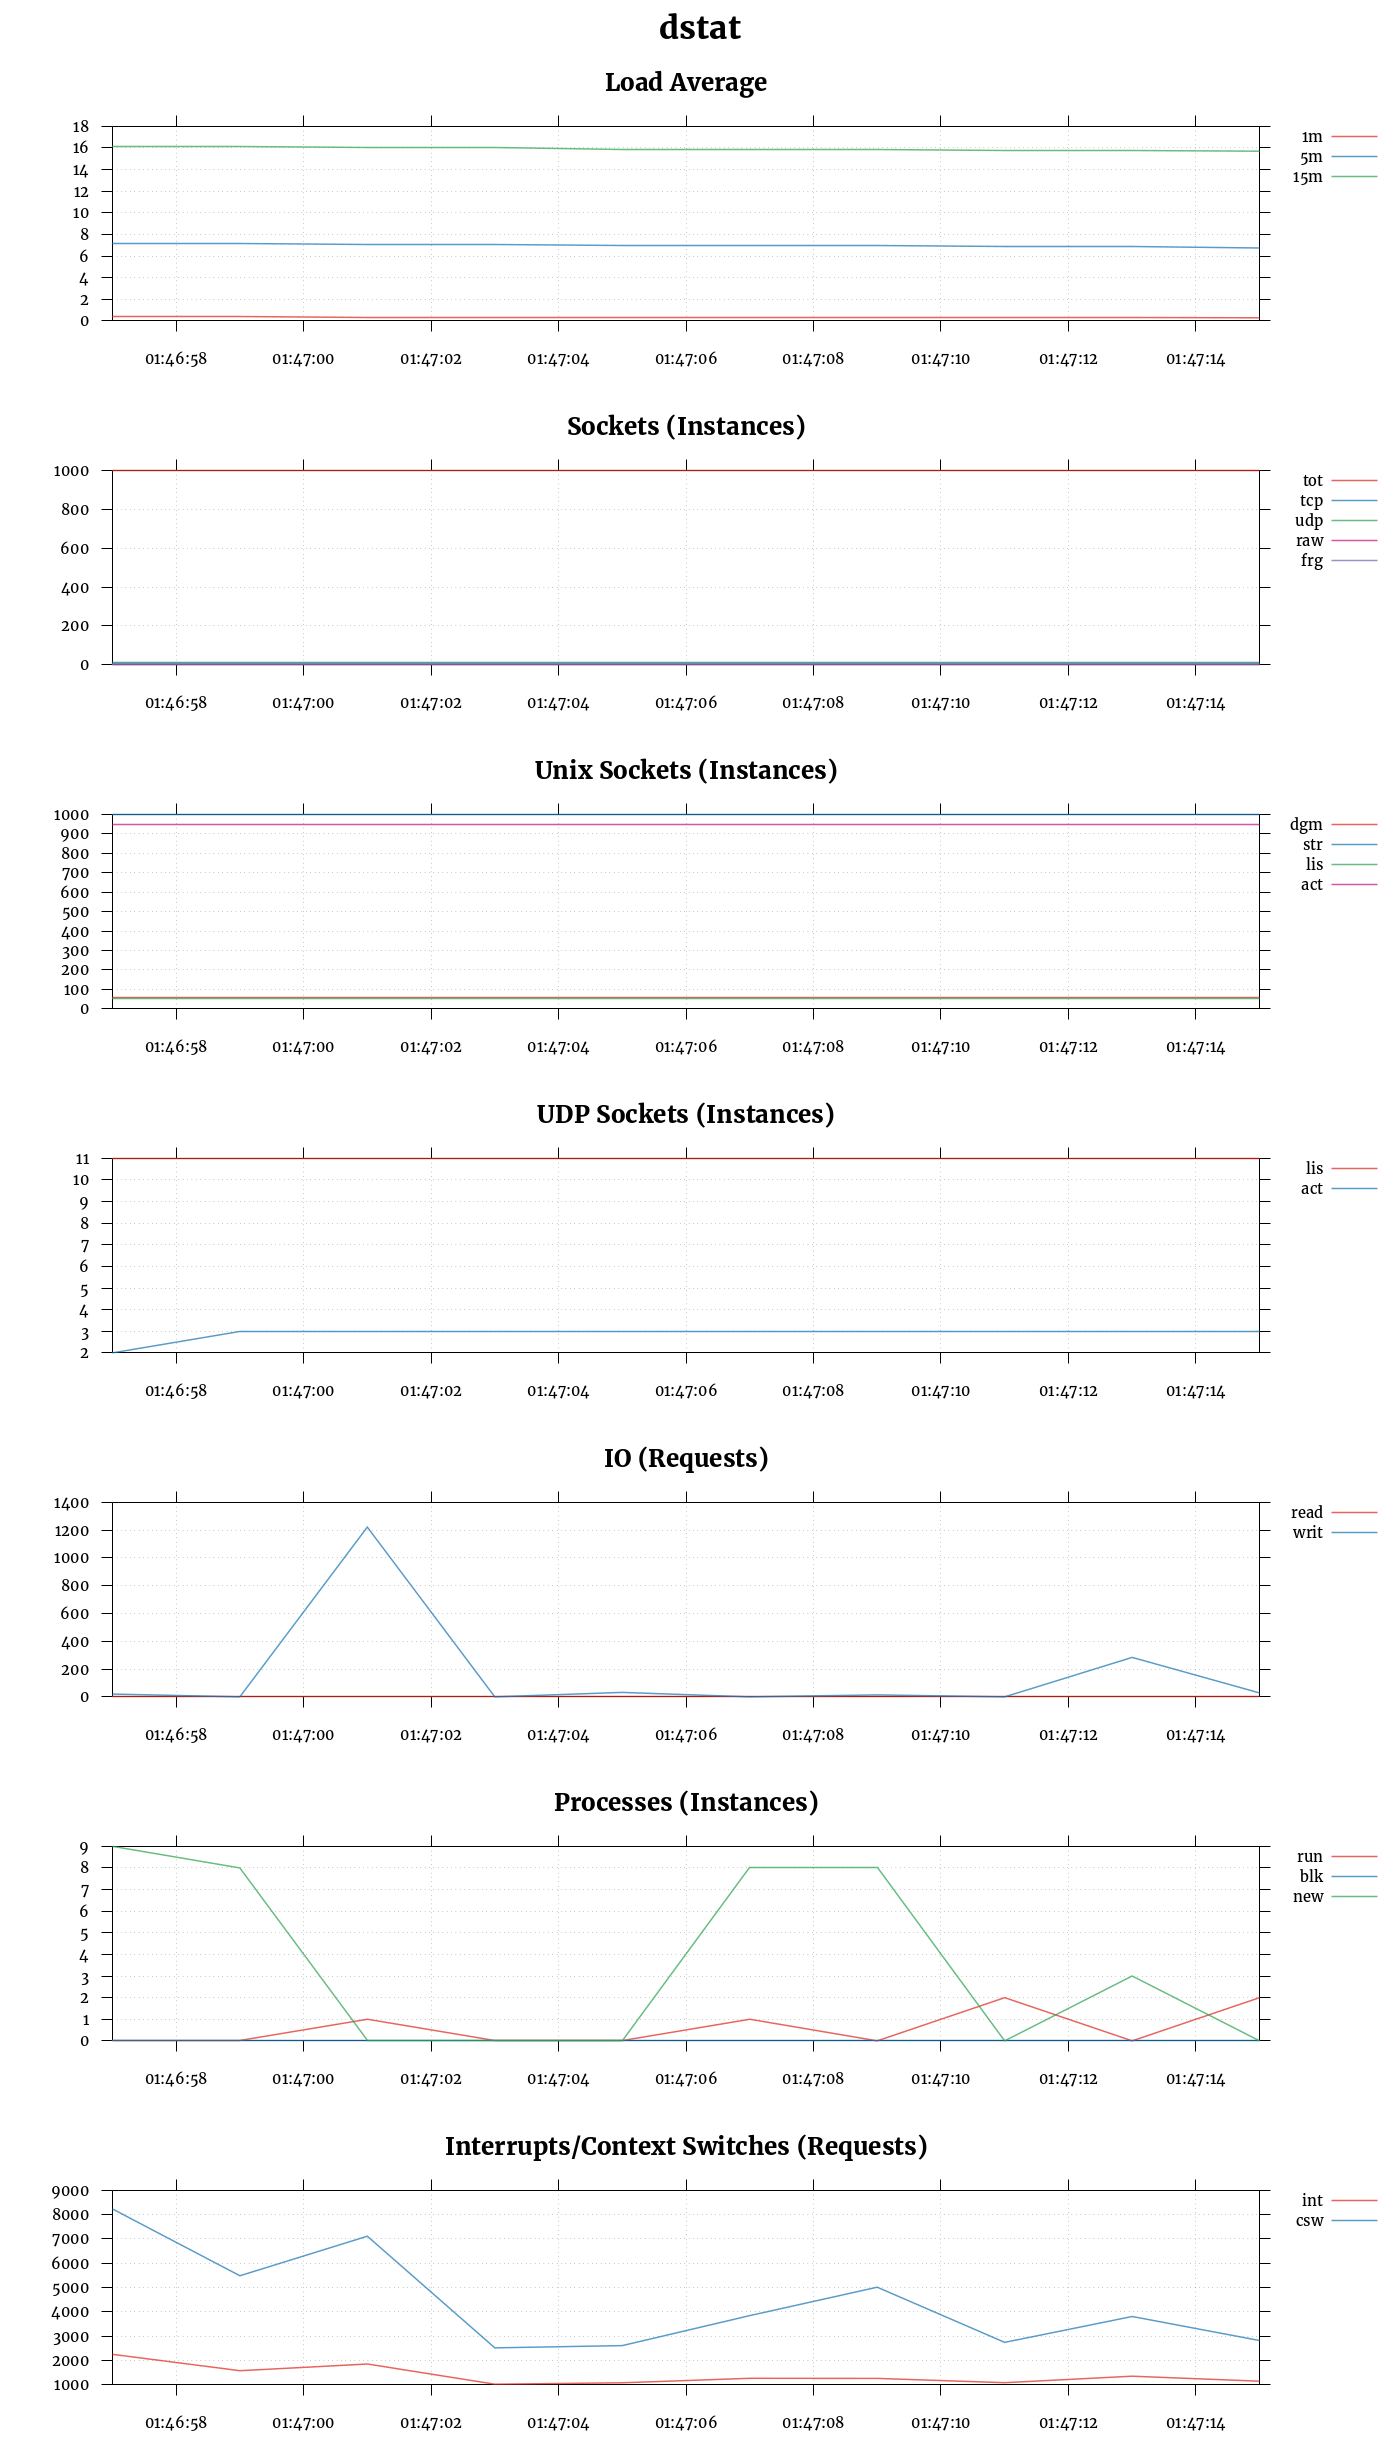 dstat
Load Average
18
16
14
12
10
8
6
4
2
0
1m
5m
15m
01:46:58 01:47:00 01:47:02 01:47:04 01:47:06 01:47:08 01:47:10 01:47:12 01:47:14
Sockets (Instances)
1000
800
600
400
200
0
tot
tcp
udp
raw
frg
01:46:58 01:47:00 01:47:02 01:47:04 01:47:06 01:47:08 01:47:10 01:47:12 01:47:14
Unix Sockets (Instances)
1000
900
800
700
600
500
400
300
200
100
0
dgm
str
lis
act
01:46:58 01:47:00 01:47:02 01:47:04 01:47:06 01:47:08 01:47:10 01:47:12 01:47:14
UDP Sockets (Instances)
11
10
9
8
7
6
5
4
3
2
lis
act
01:46:58 01:47:00 01:47:02 01:47:04 01:47:06 01:47:08 01:47:10 01:47:12 01:47:14
IO (Requests)
1400
1200
1000
800
600
400
200
0
read
writ
01:46:58 01:47:00 01:47:02 01:47:04 01:47:06 01:47:08 01:47:10 01:47:12 01:47:14
Processes (Instances)
9
8
7
6
5
4
3
2
1
0
run
blk
new
01:46:58 01:47:00 01:47:02 01:47:04 01:47:06 01:47:08 01:47:10 01:47:12 01:47:14
Interrupts/Context Switches (Requests)
9000
8000
7000
6000
5000
4000
3000
2000
1000
int
csw
01:46:58 01:47:00 01:47:02 01:47:04 01:47:06 01:47:08 01:47:10 01:47:12 01:47:14